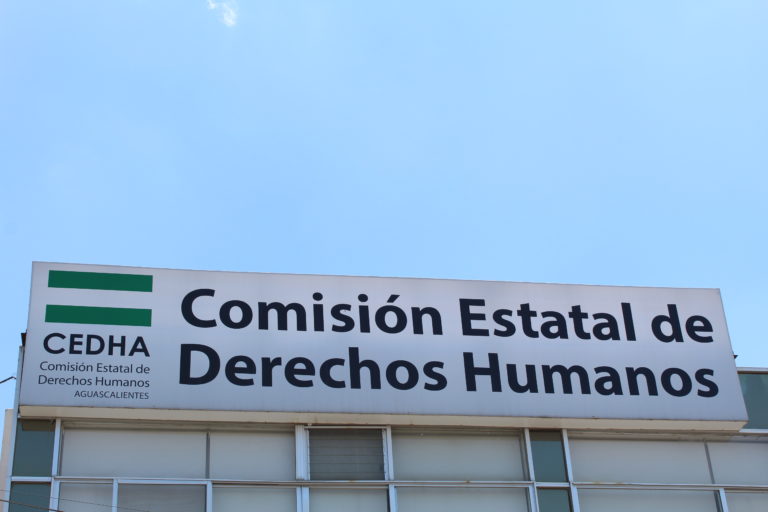 CEDHA
Comisión Estatal de
Derechos Humanos
AGUASCALIENTES
Comisión Estatal de
Derechos Humanos